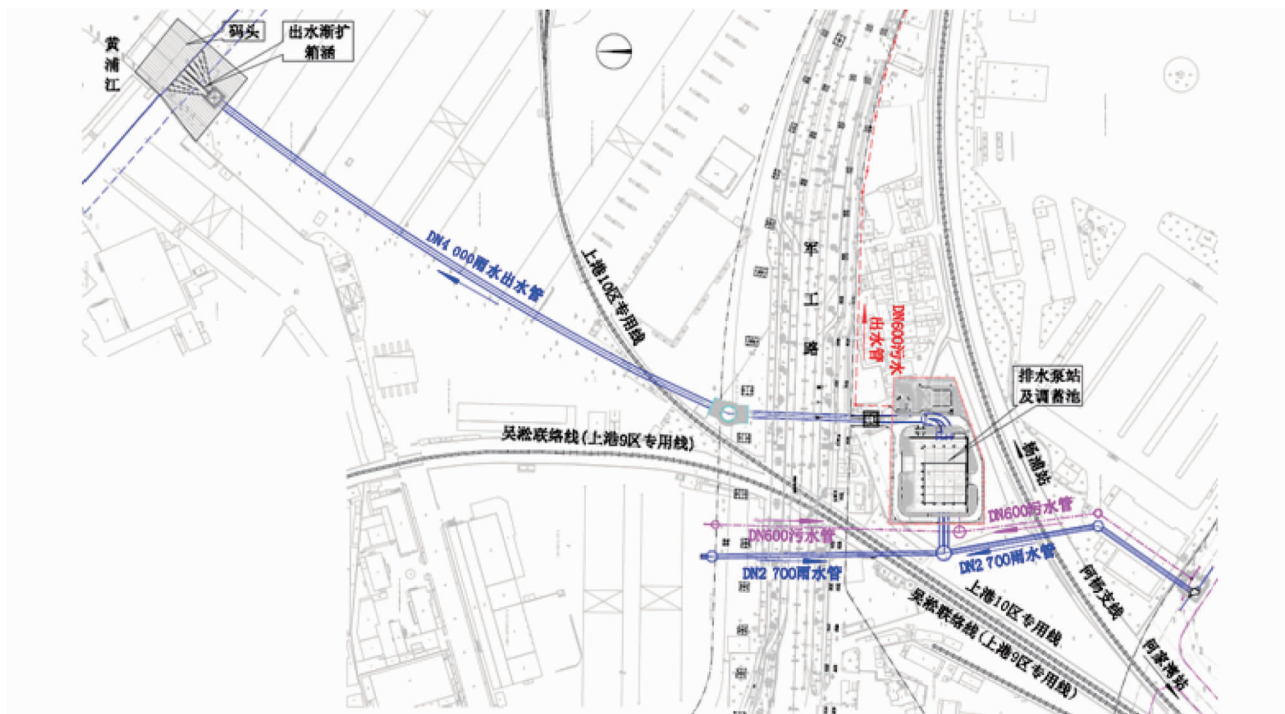 黄浦江
码头
出水渐扩
箱涵
DN4 000雨水出水管
上港10区专用线
军工路
DN600污水
出水管
排水泵站
及调蓄池
吴淞联络线(上港9区专用线)
杨浦站
DN600污水管
DN600污水管
DN2 700雨水管
DN2 700雨水管
何杨支线
上港10区专用线
吴淞联络线(上港9区专用线)
何家湾站